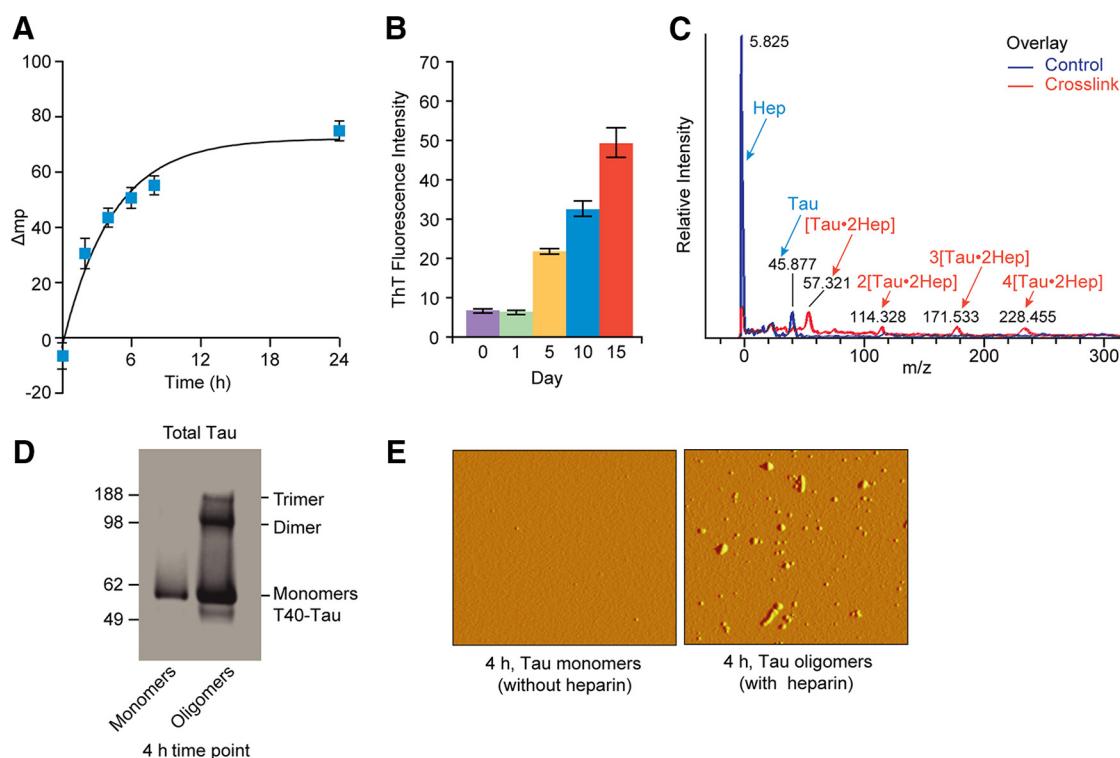 A
100
80
60
40
20
0
-20
Δmp
6
12
18
24
Time (h)
B
70
60
50
40
30
20
10
0
ThT Fluorescence Intensity
0
1
5
10
15
Day
C
5.825
Overlay
Control
Crosslink
Hep
Tau
[Tau•2Hep]
45.877
57.321
2[Tau•2Hep]
3[Tau•2Hep]
4[Tau•2Hep]
114.328
171.533
228.455
Relative Intensity
0
100
200
300
m/z
D
Total Tau
188
98
62
49
Trimer
Dimer
Monomers
T40-Tau
Monomers
Oligomers
4 h time point
E
4 h, Tau monomers
(without heparin)
4 h, Tau oligomers
(with heparin)